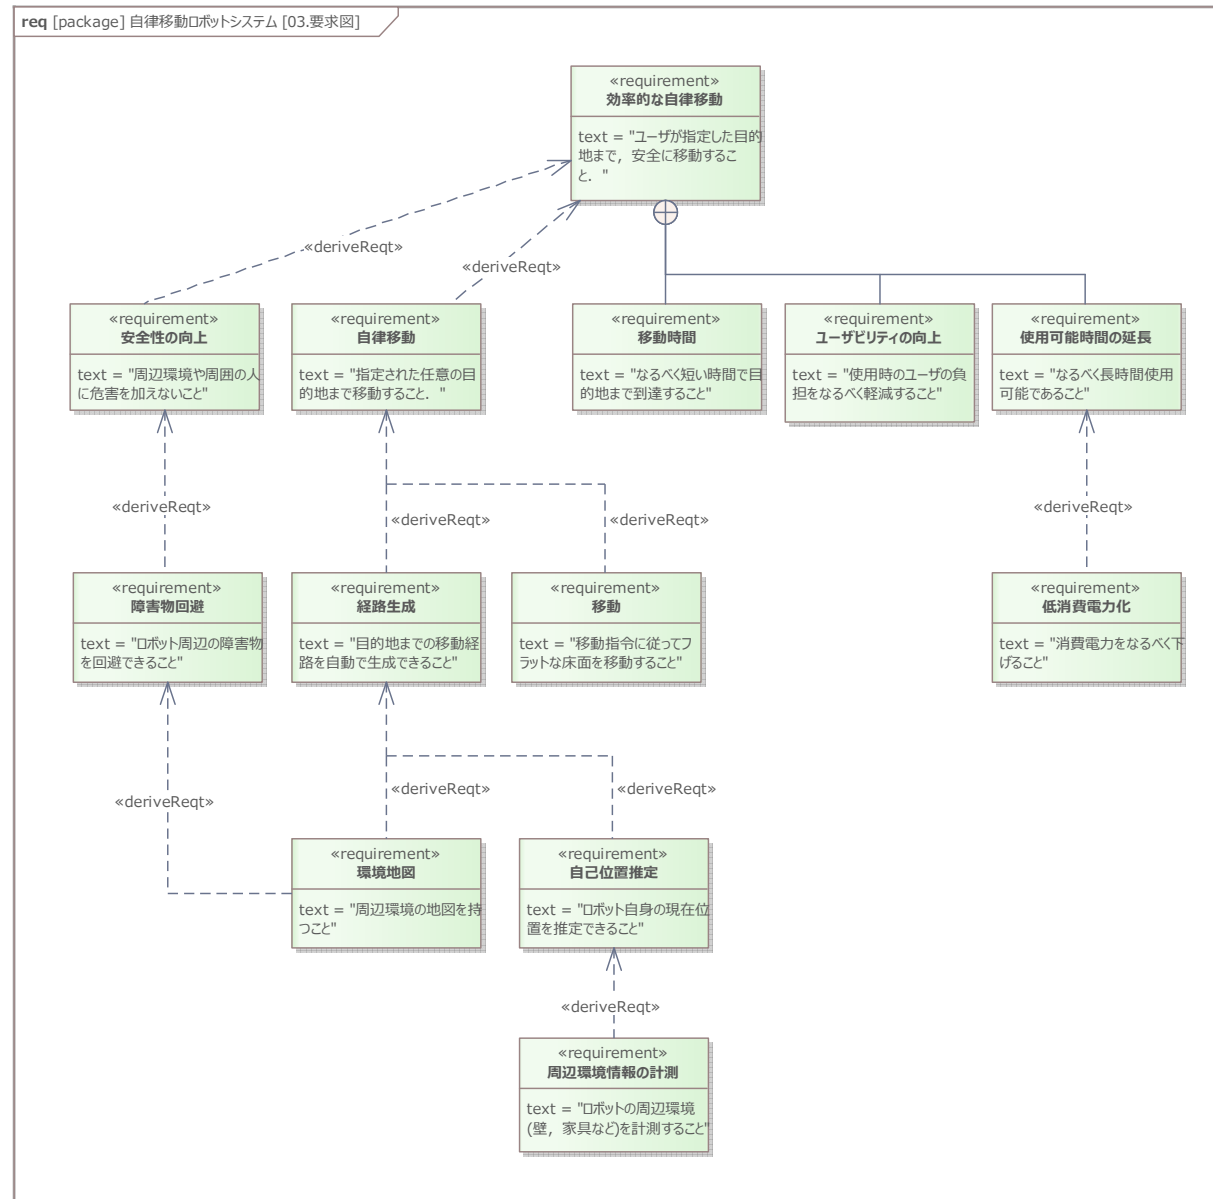 req [package] 自律移動ロボットシステム [03.要求図]
«requirement»
効率的な自律移動
text = "ユーザが指定した目的
地まで，安全に移動するこ
と．"
«deriveReqt»
«deriveReqt»
«requirement»
安全性の向上
text = "周辺環境や周囲の人
に危害を加えないこと"
«requirement»
自律移動
text = "指定された任意の目
的地まで移動すること．"
«requirement»
移動時間
text = "なるべく短い時間で目
的地まで到達すること"
«requirement»
ユーザビリティの向上
text = "使用時のユーザの負
担をなるべく軽減すること"
«requirement»
使用可能時間の延長
text = "なるべく長時間使用
可能であること"
«deriveReqt»
«deriveReqt»
«deriveReqt»
«deriveReqt»
«requirement»
障害物回避
text = "ロボット周辺の障害物
を回避できること"
«requirement»
経路生成
text = "目的地までの移動経
路を自動で生成できること"
«requirement»
移動
text = "移動指令に従ってフ
ラットな床面を移動すること"
«requirement»
低消費電力化
text = "消費電力をなるべく下
げること"
«deriveReqt»
«deriveReqt»
«deriveReqt»
«requirement»
環境地図
text = "周辺環境の地図を持
つこと"
«requirement»
自己位置推定
text = "ロボット自身の現在位
置を推定できること"
«deriveReqt»
«requirement»
周辺環境情報の計測
text = "ロボットの周辺環境
(壁，家具など)を計測すること"